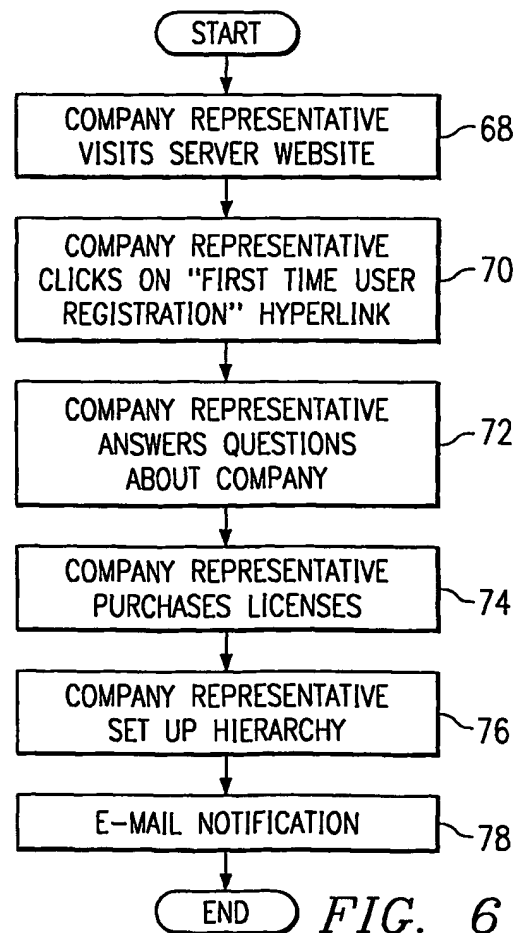 START
COMPANY REPRESENTATIVE
VISITS SERVER WEBSITE
68
COMPANY REPRESENTATIVE
CLICKS ON "FIRST TIME USER
REGISTRATION" HYPERLINK
70
COMPANY REPRESENTATIVE
ANSWERS QUESTIONS
ABOUT COMPANY
72
COMPANY REPRESENTATIVE
PURCHASES LICENSES
74
COMPANY REPRESENTATIVE
SET UP HIERARCHY
76
E-MAIL NOTIFICATION
78
END
FIG. 6